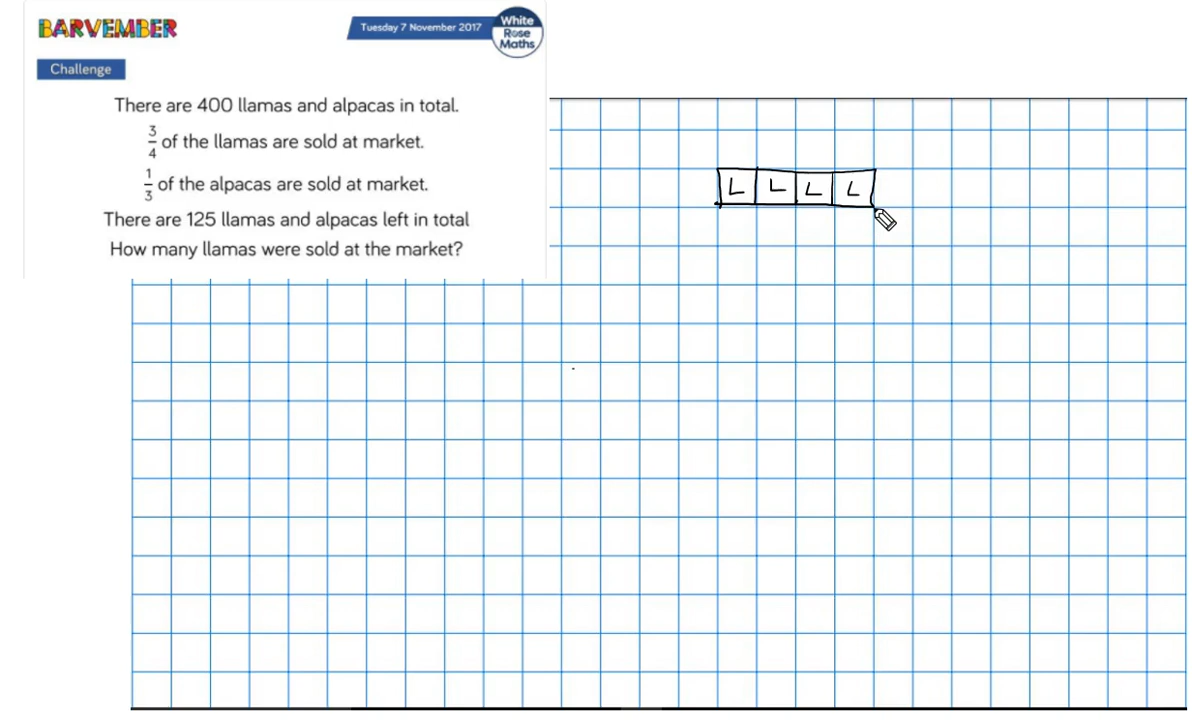 BARVEMBER
Tuesday 7 November 2017
White
Rose
Maths
Challenge
There are 400 llamas and alpacas in total.
3/4 of the llamas are sold at market.
1/3 of the alpacas are sold at market.
There are 125 llamas and alpacas left in total
How many llamas were sold at the market?
L L L L